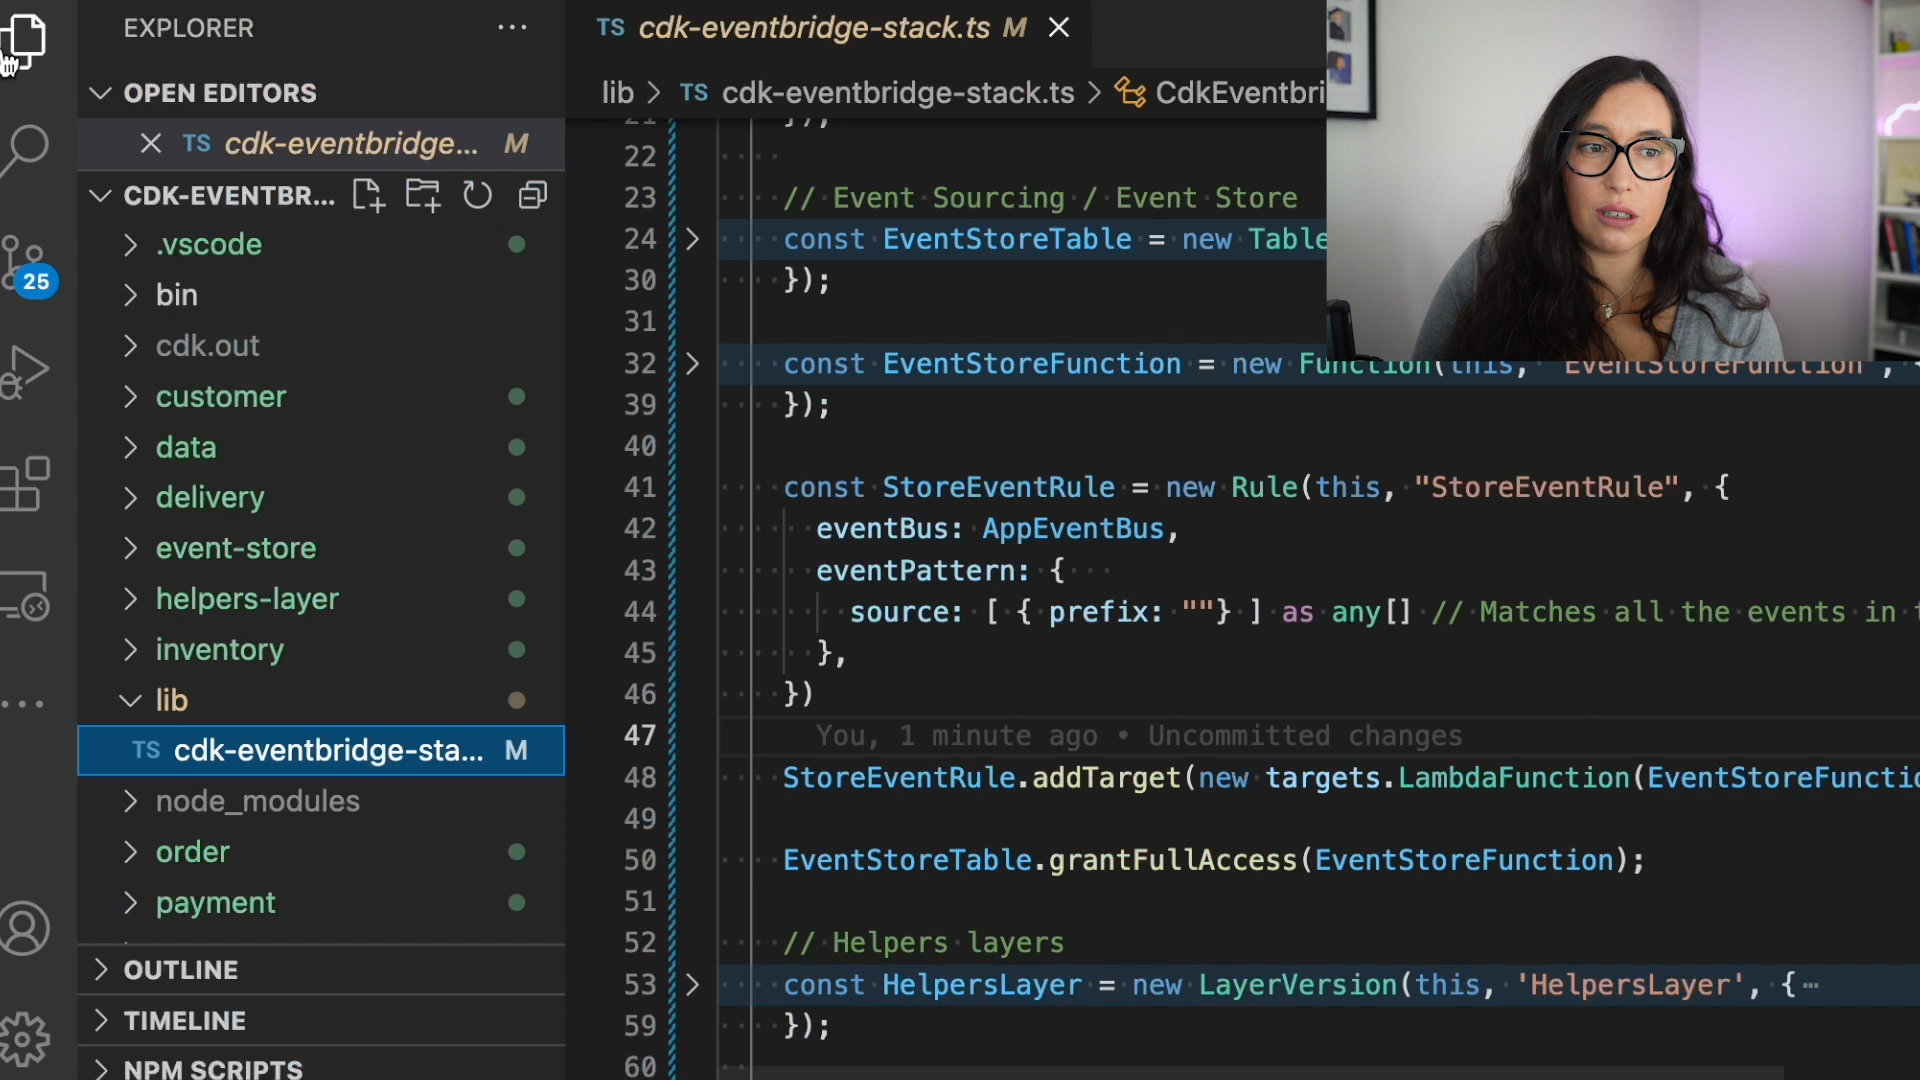 EXPLORER
OPEN EDITORS
TS cdk-eventbridge... M
CDK-EVENTBR...
.vscode
bin
cdk.out
customer
data
delivery
event-store
helpers-layer
inventory
lib
TS cdk-eventbridge-sta... M
node_modules
order
payment
OUTLINE
TIMELINE
NPM SCRIPTS
25
TS cdk-eventbridge-stack.ts M
lib > TS cdk-eventbridge-stack.ts > CdkEventbri
21 });
22
23 // Event Sourcing / Event Store
24 const EventStoreTable = new Table
30 });
31
32 const EventStoreFunction = new Function(this, "EventStoreFunction", {
39 });
40
41 const StoreEventRule = new Rule(this, "StoreEventRule", {
42 eventBus: AppEventBus,
43 eventPattern: {
44 source: [ { prefix: ""} ] as any[] // Matches all the events in
45 },
46 })
47 You, 1 minute ago • Uncommitted changes
48 StoreEventRule.addTarget(new targets.LambdaFunction(EventStoreFunctio
49
50 EventStoreTable.grantFullAccess(EventStoreFunction);
51
52 // Helpers layers
53 const HelpersLayer = new LayerVersion(this, 'HelpersLayer', {⋯
59 });
60